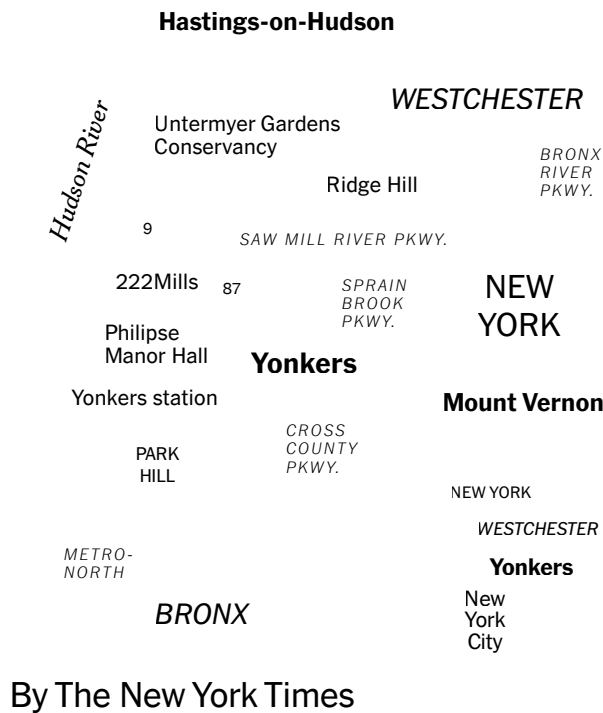 Hastings-on-Hudson
WESTCHESTER
Hudson River
Untermyer Gardens
Conservancy
BRONX
RIVER
PKWY.
Ridge Hill
9
SAW MILL RIVER PKWY.
222Mills
87
SPRAIN
BROOK
PKWY.
NEW
YORK
Philipse
Manor Hall
Yonkers
Yonkers station
Mount Vernon
CROSS
COUNTY
PKWY.
PARK
HILL
NEW YORK
WESTCHESTER
METRO-
NORTH
Yonkers
BRONX
New
York
City
By The New York Times